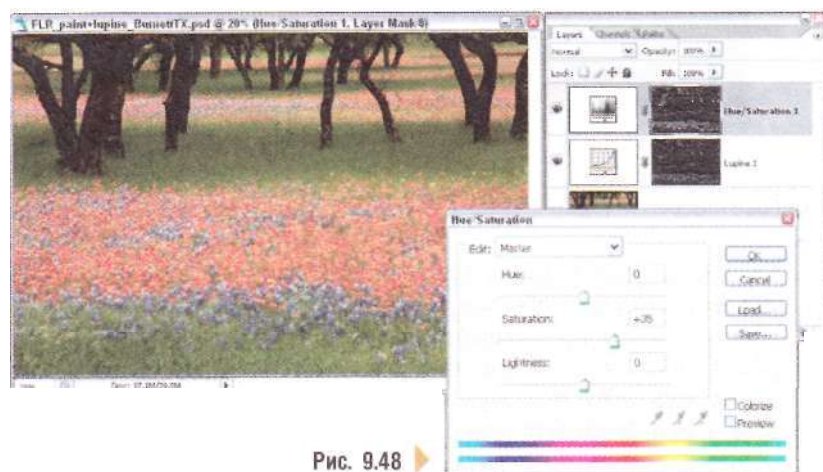 FLR_paint+lupine_BurnettTX.psd @ 20% (Hue/Saturation 1, Layer Mask/8)
Layers Channels
Normal Opacity: 100%
Lock: Fill: 100%
Hue/Saturation 1
Lupine 1
Hue/Saturation
Edit: Master
OK
Hue: 0
Cancel
Saturation: +35
Load...
Save...
Lightness: 0
Colorize
Preview
Рис. 9.48